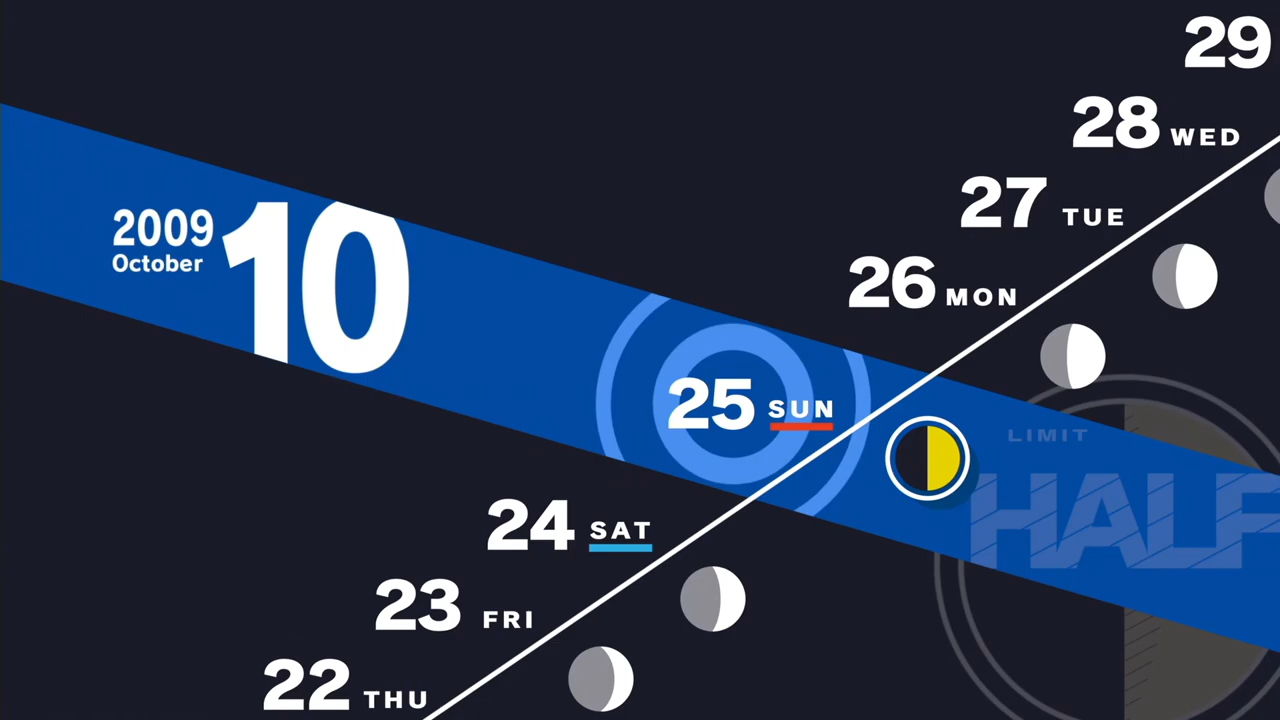 29
28 WED
27 TUE
2009
October
10
26 MON
25 SUN
LIMIT
HALF
24 SAT
23 FRI
22 THU